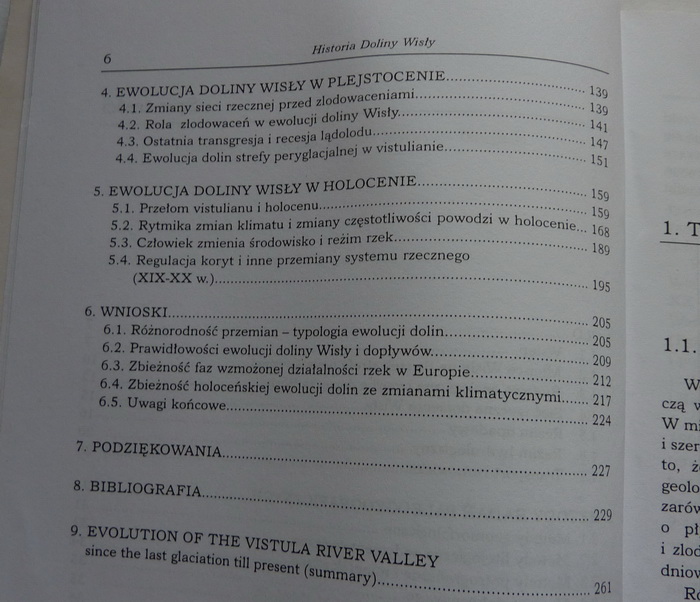 6
Historia Doliny Wisły
4. EWOLUCJA DOLINY WISŁY W PLEJSTOCENIE 139
4.1. Zmiany sieci rzecznej przed zlodowaceniami 139
4.2. Rola zlodowaceń w ewolucji doliny Wisły 141
4.3. Ostatnia transgresja i recesja lądolodu 147
4.4. Ewolucja dolin strefy peryglacjalnej w vistulianie 151
5. EWOLUCJA DOLINY WISŁY W HOLOCENIE 159
5.1. Przełom vistulianu i holocenu 159
5.2. Rytmika zmian klimatu i zmiany częstotliwości powodzi w holocenie... 168
5.3. Człowiek zmienia środowisko i reżim rzek 189
5.4. Regulacja koryt i inne przemiany systemu rzecznego
(XIX-XX w.) 195
6. WNIOSKI 205
6.1. Różnorodność przemian – typologia ewolucji dolin 205
6.2. Prawidłowości ewolucji doliny Wisły i dopływów 209
6.3. Zbieżność faz wzmożonej działalności rzek w Europie 212
6.4. Zbieżność holoceńskiej ewolucji dolin ze zmianami klimatycznymi 217
6.5. Uwagi końcowe 224
7. PODZIĘKOWANIA 227
8. BIBLIOGRAFIA 229
9. EVOLUTION OF THE VISTULA RIVER VALLEY
since the last glaciation till present (summary) 261
1. T
1.1.
W
czą
W
i szer
to,
geolo
zarów
o pł
i zlod
dniow